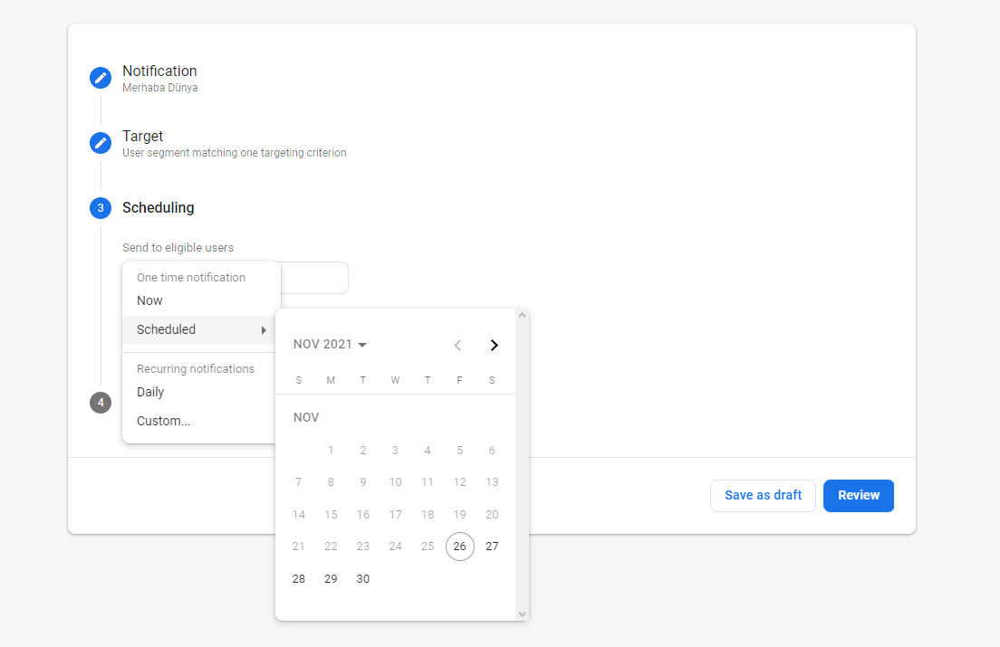 Notification
Merhaba Dünya
Target
User segment matching one targeting criterion
3
Scheduling
Send to eligible users
One time notification
Now
Scheduled
Recurring notifications
Daily
Custom...
4
NOV 2021
S M T W T F S
NOV
1 2 3 4 5 6
7 8 9 10 11 12 13
14 15 16 17 18 19 20
21 22 23 24 25 26 27
28 29 30
Save as draft
Review